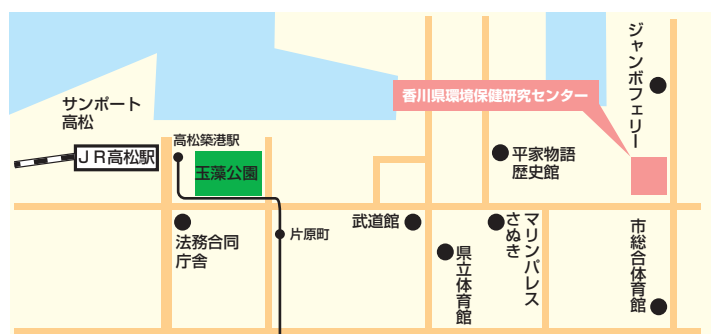 サンポート
高松
JR高松駅
高松築港駅
玉藻公園
香川県環境保健研究センター
ジャンボフェリー
平家物語
歴史館
法務合同
庁舎
片原町
武道館
県立体育館
マリンパレス
さぬき
市総合体育館